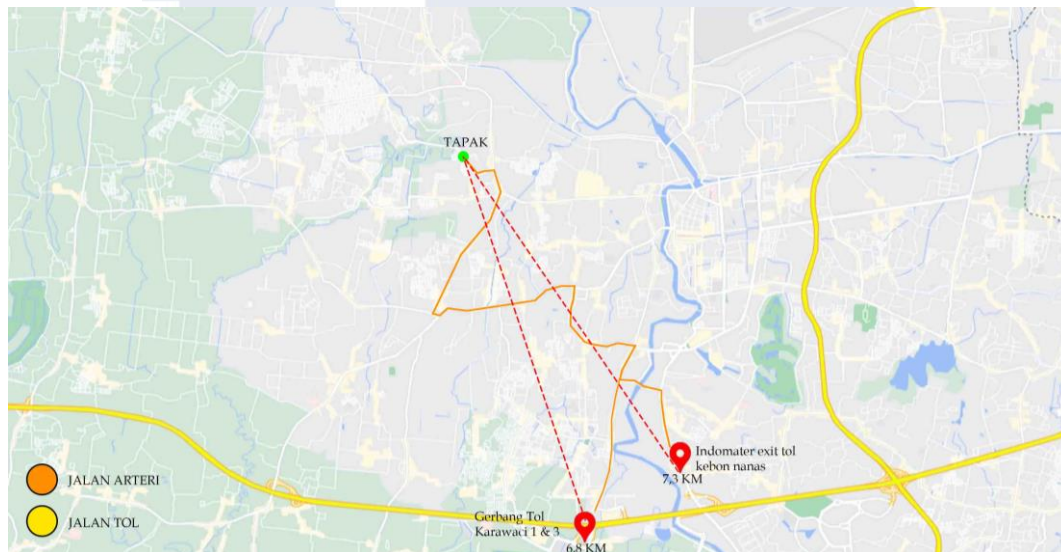 TAPAK
Indomater exit tol
kebon nanas
7,3 KM
JALAN ARTERI
JALAN TOL
Gerbang Tol
Karawaci 1 & 3
6,8 KM